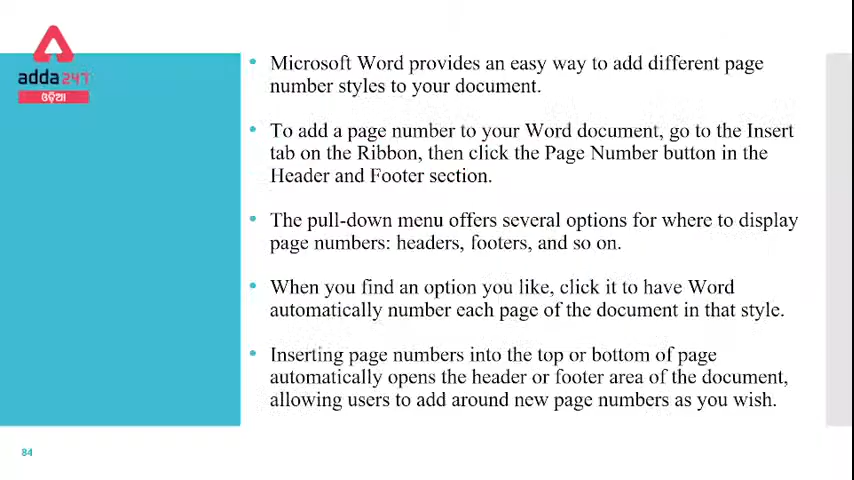 adda247
ଓଡ଼ିଆ
• Microsoft Word provides an easy way to add different page
number styles to your document.
• To add a page number to your Word document, go to the Insert
tab on the Ribbon, then click the Page Number button in the
Header and Footer section.
• The pull-down menu offers several options for where to display
page numbers: headers, footers, and so on.
• When you find an option you like, click it to have Word
automatically number each page of the document in that style.
• Inserting page numbers into the top or bottom of page
automatically opens the header or footer area of the document,
allowing users to add around new page numbers as you wish.
84